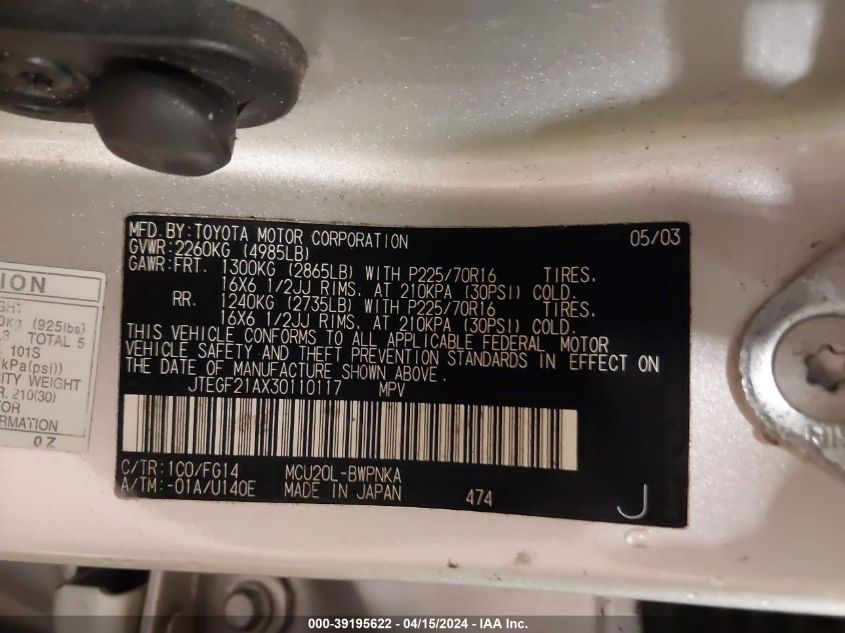 MFD. BY: TOYOTA MOTOR CORPORATION 05/03
GVWR: 2260KG (4985LB)
GAWR: FRT. 1300KG (2865LB) WITH P225/70R16 TIRES,
16X6 1/2JJ RIMS, AT 210KPA (30PSI) COLD.
RR. 1240KG (2735LB) WITH P225/70R16 TIRES,
16X6 1/2JJ RIMS, AT 210KPA (30PSI) COLD.
THIS VEHICLE CONFORMS TO ALL APPLICABLE FEDERAL MOTOR
VEHICLE SAFETY AND THEFT PREVENTION STANDARDS IN EFFECT ON
THE DATE OF MANUFACTURE SHOWN ABOVE.
JTEGF21AX30110117 MPV
C/TR: 1C0/FG14 MCU20L-BWPNKA
A/TM: -01A/U140E MADE IN JAPAN 474 J
(925lbs)
TOTAL 5
101S
kPa(psi))
WEIGHT
R. 210(30)
0Z
000-39195622 - 04/15/2024 - IAA Inc.